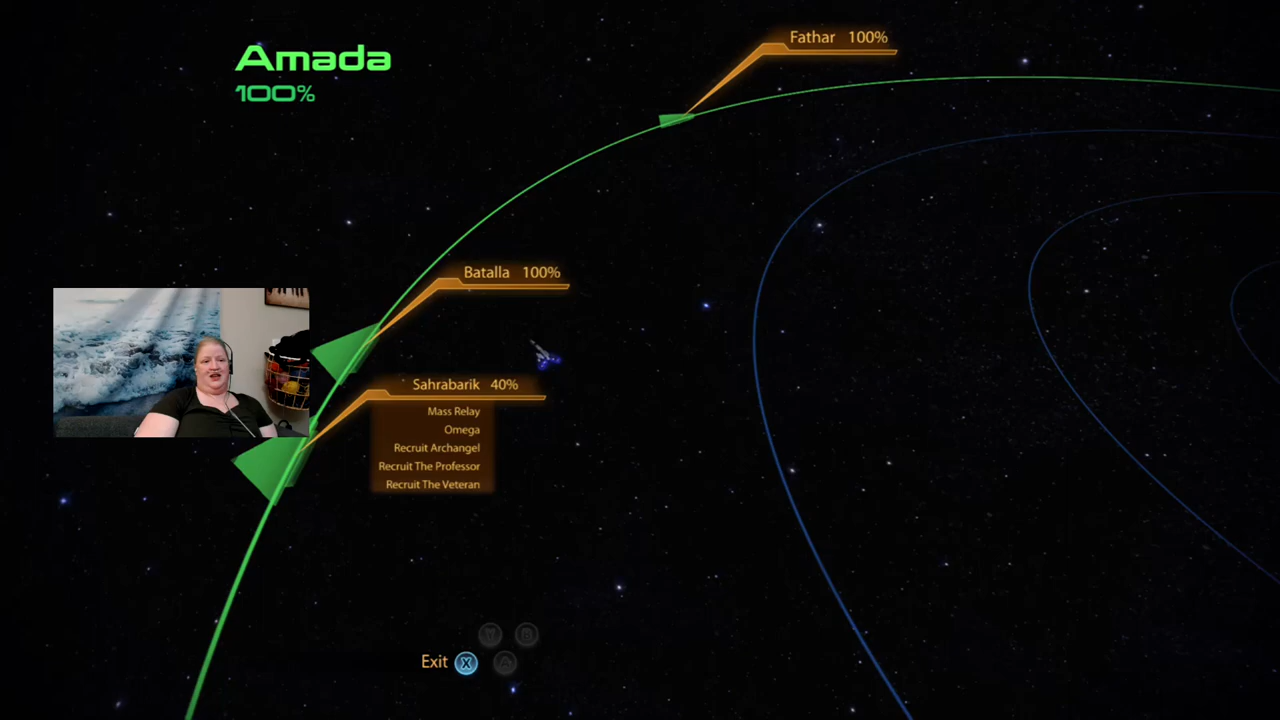 Amada
100%
Fathar 100%
Batalla 100%
Sahrabarik 40%
Mass Relay
Omega
Recruit Archangel
Recruit The Professor
Recruit The Veteran
Y B
Exit X A